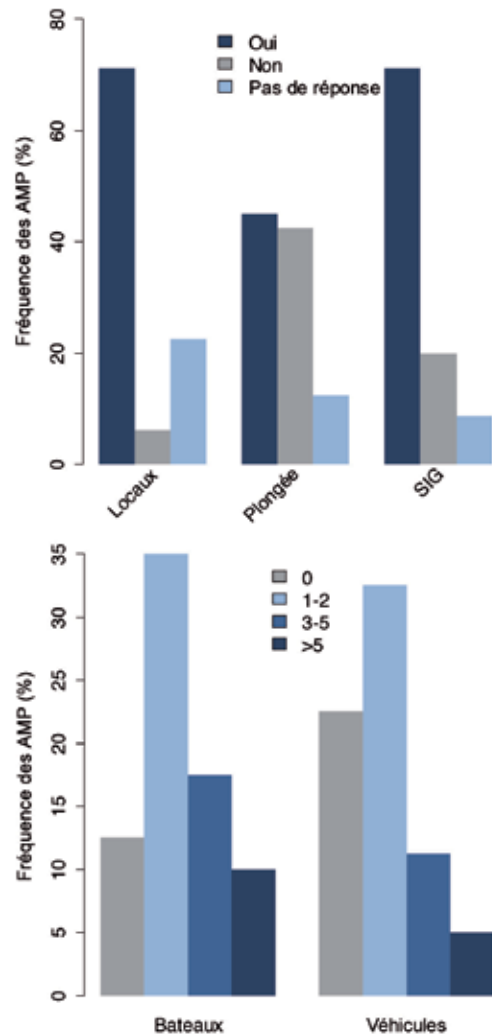 Fréquence des AMP (%)
80
60
40
20
0
Oui
Non
Pas de réponse
Locaux
Plongée
SIG
Fréquence des AMP (%)
35
30
25
20
15
10
5
0
0
1-2
3-5
>5
Bateaux
Véhicules